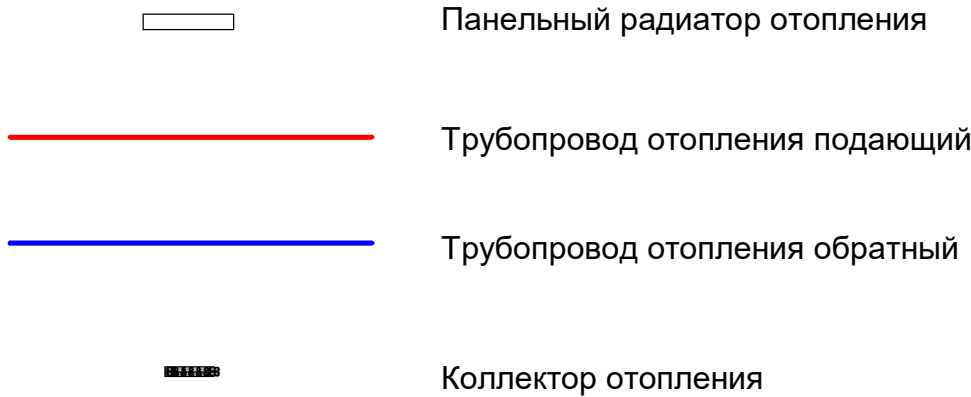 Панельный радиатор отопления
Трубопровод отопления подающий
Трубопровод отопления обратный
Коллектор отопления